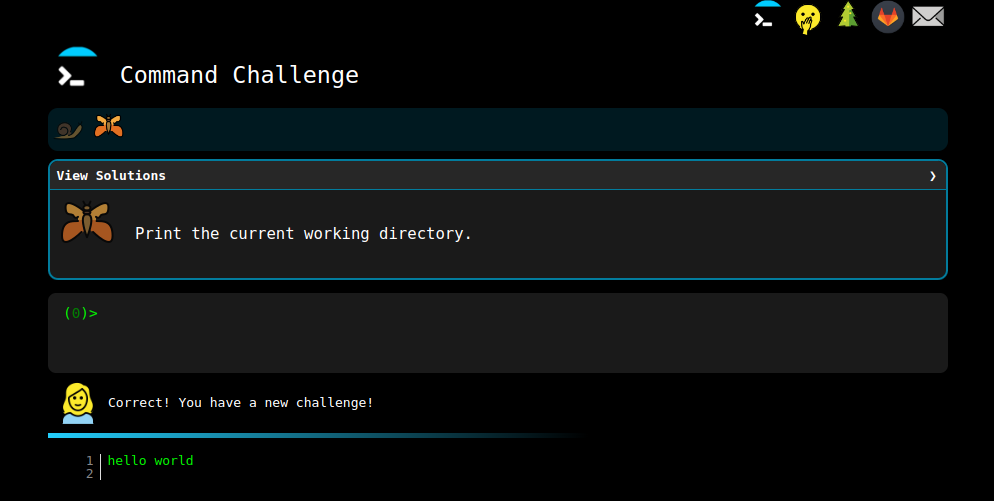 Command Challenge
View Solutions ❯
Print the current working directory.
(0)>
Correct! You have a new challenge!
1 hello world
2